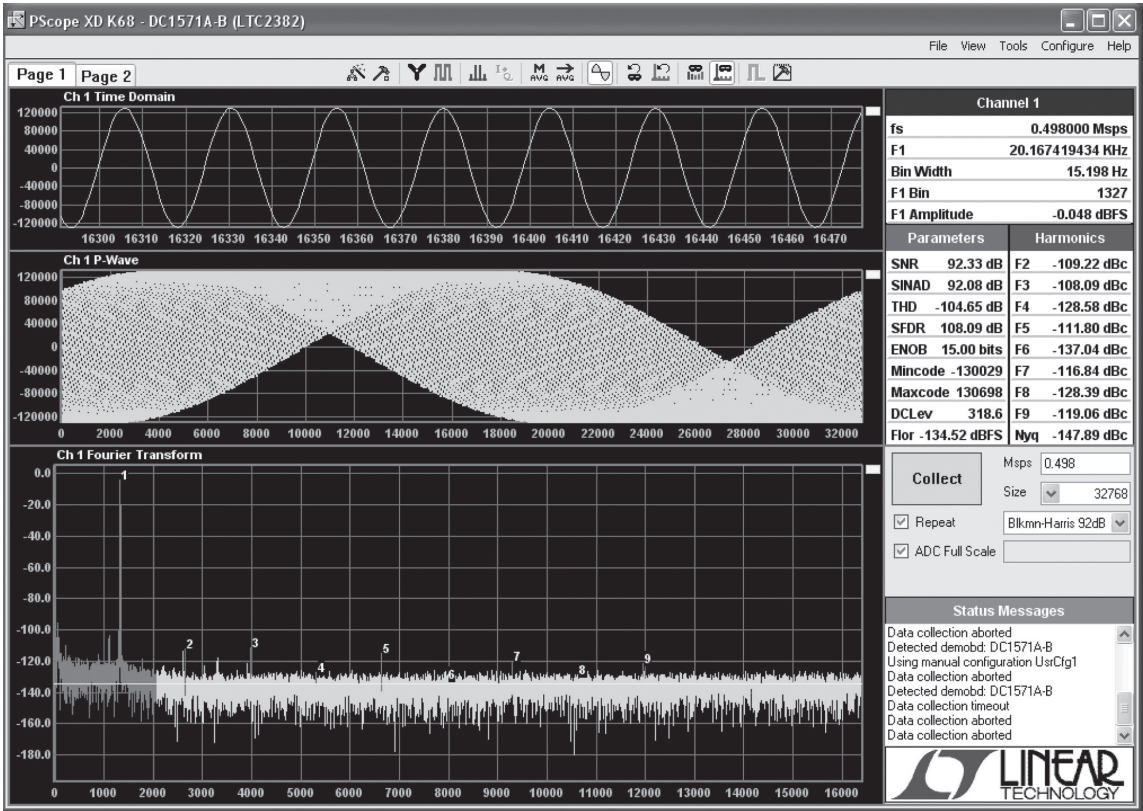 PScope XD K68 - DC1571A-B (LTC2382)
File View Tools Configure Help
Page 1 Page 2
M AVG AVG
Ch 1 Time Domain
120000
80000
40000
0
-40000
-80000
-120000
16300 16310 16320 16330 16340 16350 16360 16370 16380 16390 16400 16410 16420 16430 16440 16450 16460 16470
Ch 1 P-Wave
120000
80000
40000
0
-40000
-80000
-120000
0 2000 4000 6000 8000 10000 12000 14000 16000 18000 20000 22000 24000 26000 28000 30000 32000
Ch 1 Fourier Transform
0.0
-20.0
-40.0
-60.0
-80.0
-100.0
-120.0
-140.0
-160.0
-180.0
1
2
3
4
5
6
7
8
9
0 1000 2000 3000 4000 5000 6000 7000 8000 9000 10000 11000 12000 13000 14000 15000 16000
Channel 1
fs 0.498000 Msps
F1 20.167419434 KHz
Bin Width 15.198 Hz
F1 Bin 1327
F1 Amplitude -0.048 dBFS
Parameters Harmonics
SNR 92.33 dB F2 -109.22 dBc
SINAD 92.08 dB F3 -108.09 dBc
THD -104.65 dB F4 -128.58 dBc
SFDR 108.09 dB F5 -111.80 dBc
ENOB 15.00 bits F6 -137.04 dBc
Mincode -130029 F7 -116.84 dBc
Maxcode 130698 F8 -128.39 dBc
DCLev 318.6 F9 -119.06 dBc
Flor -134.52 dBFS Nyq -147.89 dBc
Collect
Msps 0.498
Size 32768
Repeat Blkmn-Harris 92dB
ADC Full Scale
Status Messages
Data collection aborted
Detected demobd: DC1571A-B
Using manual configuration UsrCfg1
Data collection aborted
Detected demobd: DC1571A-B
Data collection timeout
Data collection aborted
Data collection aborted
LINEAR
TECHNOLOGY